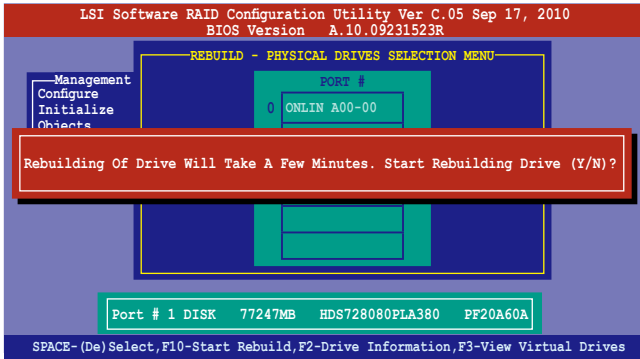 LSI Software RAID Configuration Utility Ver C.05 Sep 17, 2010
BIOS Version A.10.09231523R
REBUILD - PHYSICAL DRIVES SELECTION MENU
Management
PORT #
Configure
Initialize
0 ONLIN A00-00
Objects
Rebuilding Of Drive Will Take A Few Minutes. Start Rebuilding Drive (Y/N)?
Port # 1 DISK 77247MB HDS728080PLA380 PF20A60A
SPACE-(De)Select,F10-Start Rebuild,F2-Drive Information,F3-View Virtual Drives